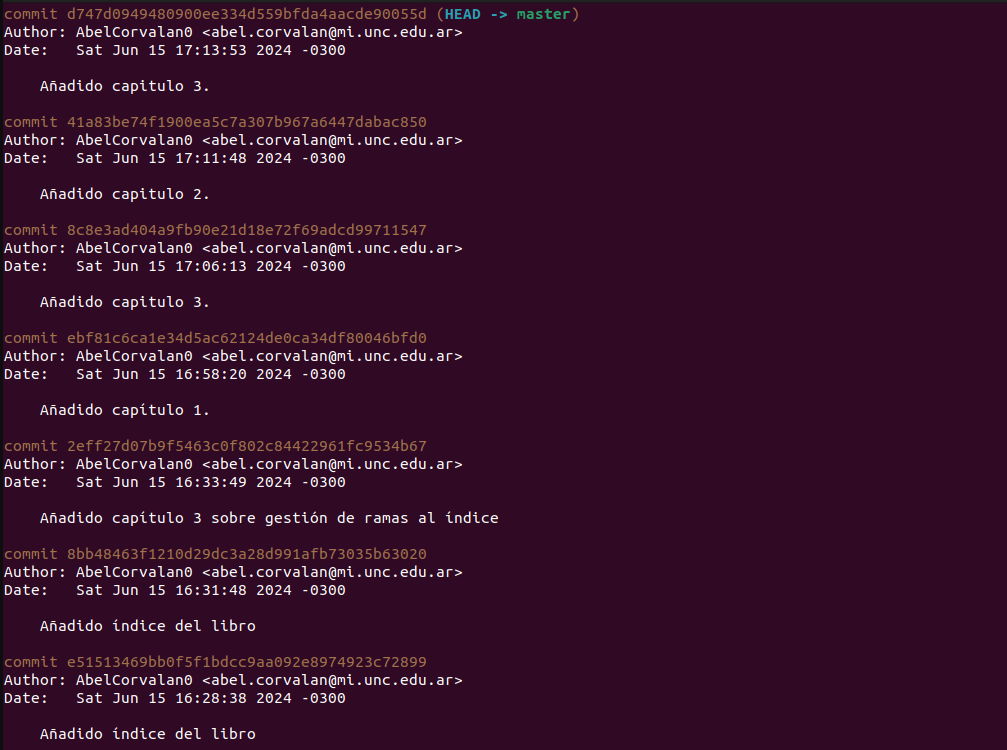 commit d747d0949480900ee334d559bfda4aacde90055d (HEAD -> master)
Author: AbelCorvalan0 <abel.corvalan@mi.unc.edu.ar>
Date:   Sat Jun 15 17:13:53 2024 -0300
Añadido capitulo 3.
commit 41a83be74f1900ea5c7a307b967a6447dabac850
Author: AbelCorvalan0 <abel.corvalan@mi.unc.edu.ar>
Date:   Sat Jun 15 17:11:48 2024 -0300
Añadido capitulo 2.
commit 8c8e3ad404a9fb90e21d18e72f69adcd99711547
Author: AbelCorvalan0 <abel.corvalan@mi.unc.edu.ar>
Date:   Sat Jun 15 17:06:13 2024 -0300
Añadido capitulo 3.
commit ebf81c6ca1e34d5ac62124de0ca34df80046bfd0
Author: AbelCorvalan0 <abel.corvalan@mi.unc.edu.ar>
Date:   Sat Jun 15 16:58:20 2024 -0300
Añadido capítulo 1.
commit 2eff27d07b9f5463c0f802c84422961fc9534b67
Author: AbelCorvalan0 <abel.corvalan@mi.unc.edu.ar>
Date:   Sat Jun 15 16:33:49 2024 -0300
Añadido capítulo 3 sobre gestión de ramas al índice
commit 8bb48463f1210d29dc3a28d991afb73035b63020
Author: AbelCorvalan0 <abel.corvalan@mi.unc.edu.ar>
Date:   Sat Jun 15 16:31:48 2024 -0300
Añadido índice del libro
commit e51513469bb0f5f1bdcc9aa092e8974923c72899
Author: AbelCorvalan0 <abel.corvalan@mi.unc.edu.ar>
Date:   Sat Jun 15 16:28:38 2024 -0300
Añadido índice del libro